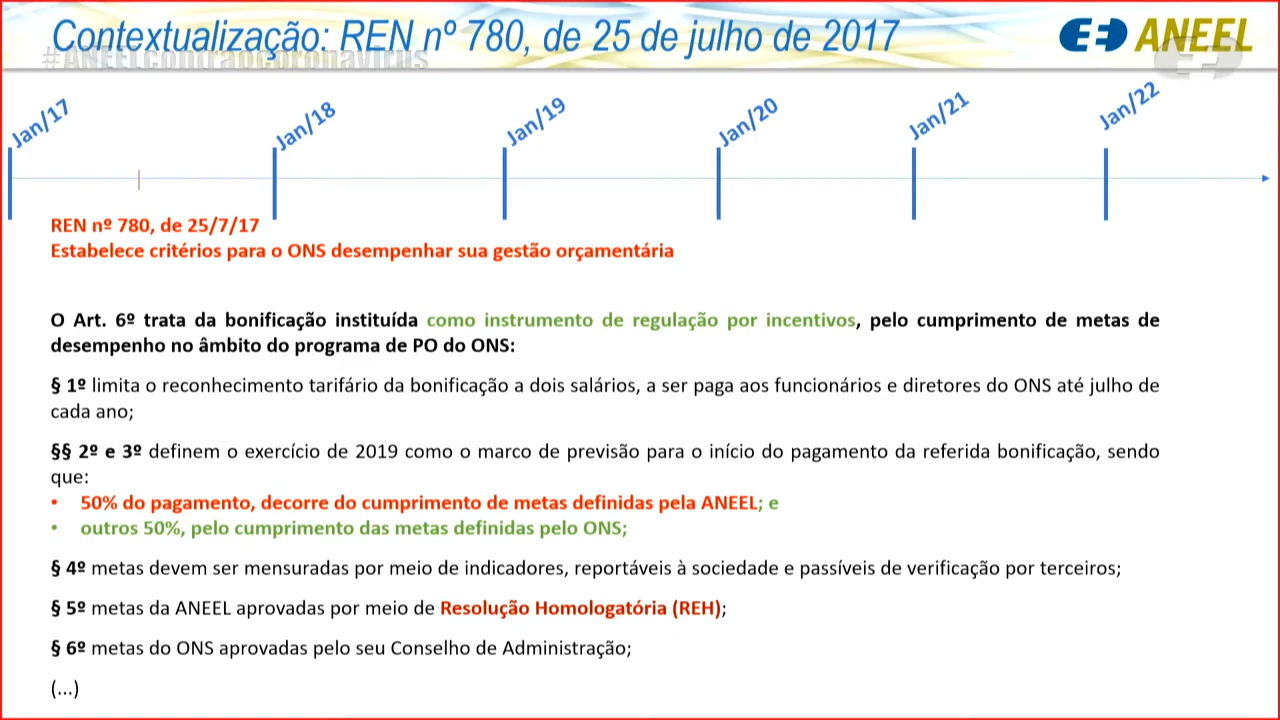 Contextualização: REN nº 780, de 25 de julho de 2017
ANEEL
#ANEELcontraocoronavirus
Jan/17
Jan/18
Jan/19
Jan/20
Jan/21
Jan/22
REN nº 780, de 25/7/17
Estabelece critérios para o ONS desempenhar sua gestão orçamentária
O Art. 6º trata da bonificação instituída como instrumento de regulação por incentivos, pelo cumprimento de metas de
desempenho no âmbito do programa de PO do ONS:
§ 1º limita o reconhecimento tarifário da bonificação a dois salários, a ser paga aos funcionários e diretores do ONS até julho de
cada ano;
§§ 2º e 3º definem o exercício de 2019 como o marco de previsão para o início do pagamento da referida bonificação, sendo
que:
• 50% do pagamento, decorre do cumprimento de metas definidas pela ANEEL; e
• outros 50%, pelo cumprimento das metas definidas pelo ONS;
§ 4º metas devem ser mensuradas por meio de indicadores, reportáveis à sociedade e passíveis de verificação por terceiros;
§ 5º metas da ANEEL aprovadas por meio de Resolução Homologatória (REH);
§ 6º metas do ONS aprovadas pelo seu Conselho de Administração;
(...)